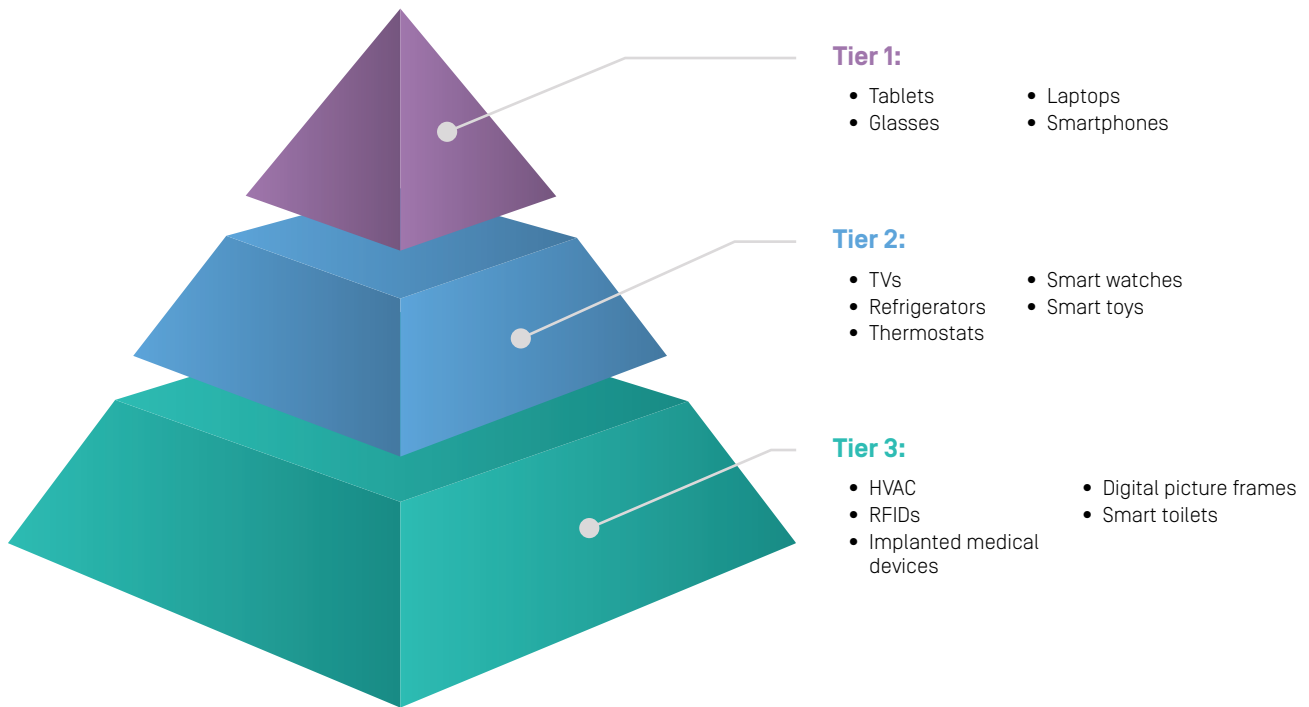 Tier 1:
• Tablets
• Glasses
• Laptops
• Smartphones
Tier 2:
• TVs
• Refrigerators
• Thermostats
• Smart watches
• Smart toys
Tier 3:
• HVAC
• RFIDs
• Implanted medical
devices
• Digital picture frames
• Smart toilets